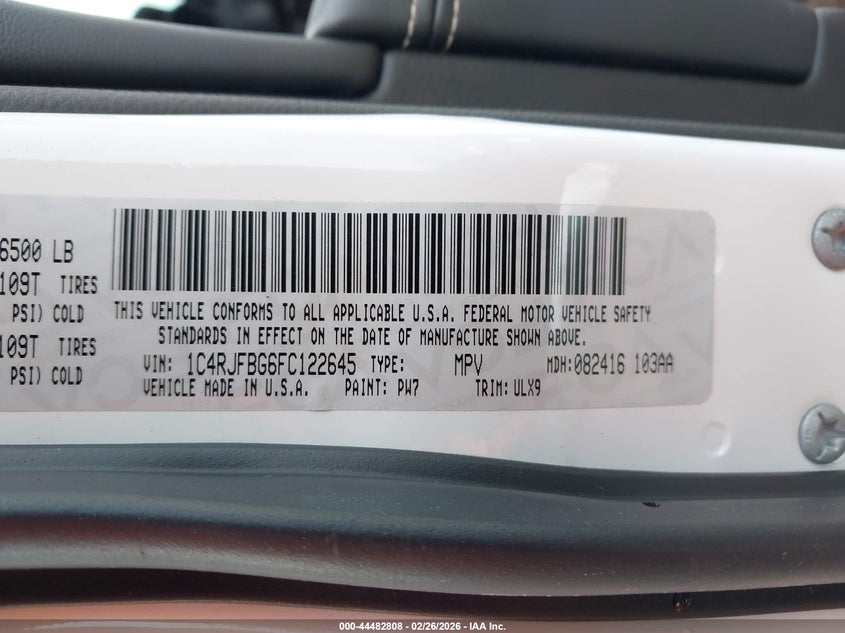 6500 LB
109T TIRES
PSI) COLD
109T TIRES
PSI) COLD
THIS VEHICLE CONFORMS TO ALL APPLICABLE U.S.A. FEDERAL MOTOR VEHICLE SAFETY
STANDARDS IN EFFECT ON THE DATE OF MANUFACTURE SHOWN ABOVE.
VIN: 1C4RJFBG6FC122645 TYPE: MPV MDH: 082416 103AA
VEHICLE MADE IN U.S.A. PAINT: PW7 TRIM: ULX9
000-44482808 - 02/26/2026 - IAA Inc.